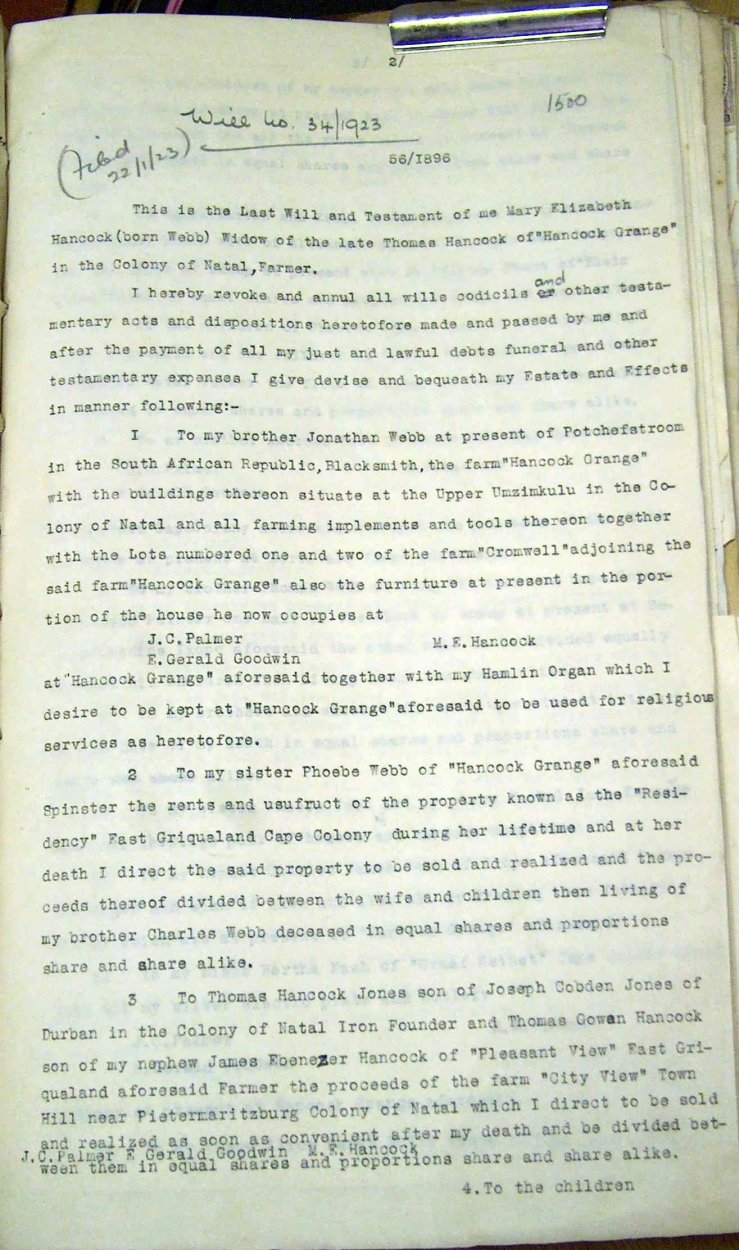 2/
1500
Will No. 34/1923
(Filed
22/1/23)
56/1896
This is the Last Will and Testament of me Mary Elizabeth
Hancock(born Webb) Widow of the late Thomas Hancock of"Hancock Grange"
in the Colony of Natal,Farmer.
I hereby revoke and annul all wills codicils or and other testa-
mentary acts and dispositions heretofore made and passed by me and
after the payment of all my just and lawful debts funeral and other
testamentary expenses I give devise and bequeath my Estate and Effects
in manner following:-
I To my brother Jonathan Webb at present of Potchefstroom
in the South African Republic,Blacksmith,the farm"Hancock Grange"
with the buildings thereon situate at the Upper Umzimkulu in the Co-
lony of Natal and all farming implements and tools thereon together
with the Lots numbered one and two of the farm"Cromwell"adjoining the
said farm"Hancock Grange" also the furniture at present in the por-
tion of the house he now occupies at
J.C.Palmer
M.E.Hancock
E.Gerald Goodwin
at"Hancock Grange" aforesaid together with my Hamlin Organ which I
desire to be kept at "Hancock Grange"aforesaid to be used for religious
services as heretofore.
2 To my sister Phoebe Webb of "Hancock Grange" aforesaid
Spinster the rents and usufruct of the property known as the "Resi-
dency" East Griqualand Cape Colony during her lifetime and at her
death I direct the said property to be sold and realized and the pro-
ceeds thereof divided between the wife and children then living of
my brother Charles Webb deceased in equal shares and proportions
share and share alike.
3 To Thomas Hancock Jones son of Joseph Cobden Jones of
Durban in the Colony of Natal Iron Founder and Thomas Gowan Hancock
son of my nephew James Ebenezer Hancock of "Pleasant View" East Gri-
qualand aforesaid Farmer the proceeds of the farm "City View" Town
Hill near Pietermaritzburg Colony of Natal which I direct to be sold
and realized as soon as convenient after my death and be divided bet-
J.C.Palmer E Gerald Goodwin M.E.Hancock
ween them in equal shares and proportions share and share alike.
4.To the children